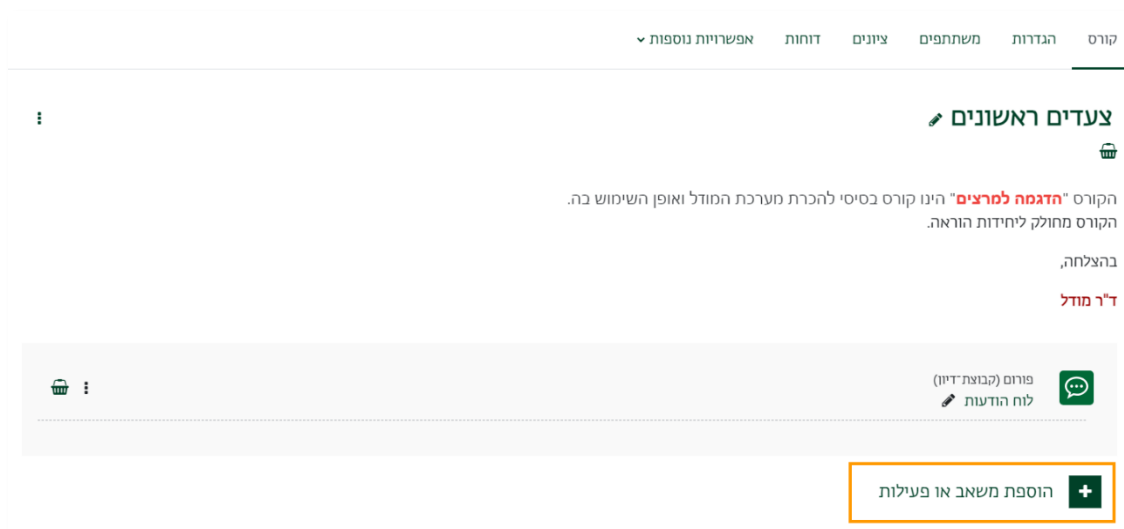 קורס הגדרות משתתפים ציונים דוחות אפשרויות נוספות
צעדים ראשונים
הקורס "הדגמה למרצים" הינו קורס בסיסי להכרת מערכת המודל ואופן השימוש בה.
הקורס מחולק ליחידות הוראה.
בהצלחה,
ד"ר מודל
פורום (קבוצת־דיון)
לוח הודעות
הוספת משאב או פעילות